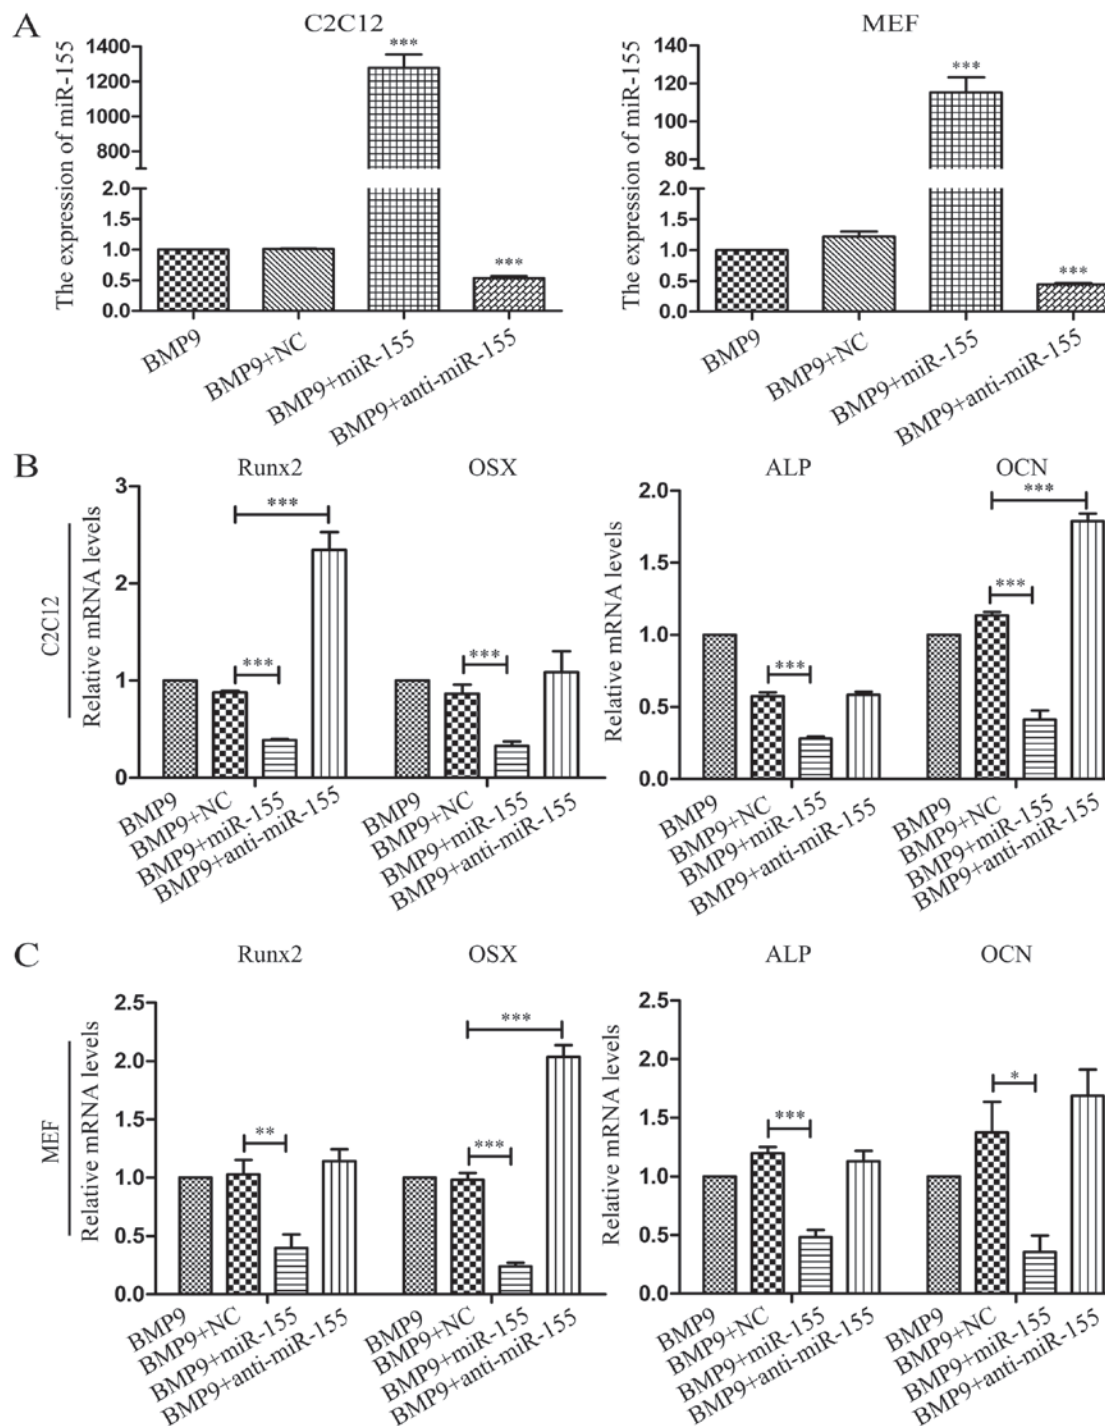 A
C2C12
MEF
The expression of miR-155
1400
1200
1000
800
600
2.0
1.5
1.0
0.5
0.0
***
***
BMP9
BMP9+NC
BMP9+miR-155
BMP9+anti-miR-155
The expression of miR-155
140
120
100
80
60
2.0
1.5
1.0
0.5
0.0
***
***
BMP9
BMP9+NC
BMP9+miR-155
BMP9+anti-miR-155
B
Runx2
OSX
ALP
OCN
C2C12
Relative mRNA levels
3
2
1
0
***
***
***
BMP9
BMP9+NC
BMP9+miR-155
BMP9+anti-miR-155
BMP9
BMP9+NC
BMP9+miR-155
BMP9+anti-miR-155
Relative mRNA levels
2.0
1.5
1.0
0.5
0.0
***
***
***
BMP9
BMP9+NC
BMP9+miR-155
BMP9+anti-miR-155
BMP9
BMP9+NC
BMP9+miR-155
BMP9+anti-miR-155
C
Runx2
OSX
ALP
OCN
MEF
Relative mRNA levels
2.5
2.0
1.5
1.0
0.5
0.0
**
***
***
BMP9
BMP9+NC
BMP9+miR-155
BMP9+anti-miR-155
BMP9
BMP9+NC
BMP9+miR-155
BMP9+anti-miR-155
Relative mRNA levels
2.5
2.0
1.5
1.0
0.5
0.0
***
*
BMP9
BMP9+NC
BMP9+miR-155
BMP9+anti-miR-155
BMP9
BMP9+NC
BMP9+miR-155
BMP9+anti-miR-155